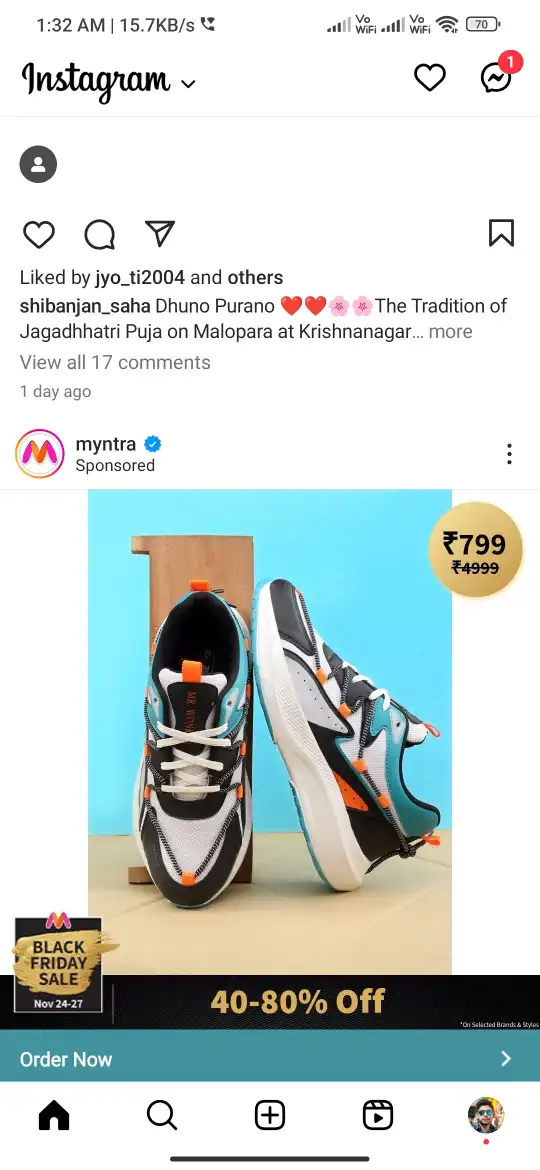 1:32 AM | 15.7KB/s
Vo WiFi Vo WiFi 70
Instagram
1
Liked by jyo_ti2004 and others
shibanjan_saha Dhuno Purano ❤️❤️🌸🌸The Tradition of
Jagadhhatri Puja on Malopara at Krishnanagar... more
View all 17 comments
1 day ago
myntra
Sponsored
₹799
₹4999
BLACK
FRIDAY
SALE
Nov 24-27
40-80% Off
*On Selected Brands & Styles
Order Now